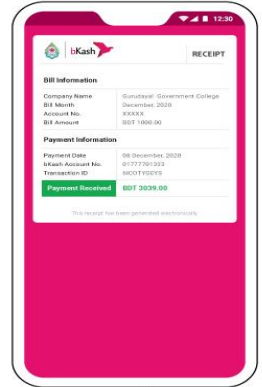 12:30
bKash
RECEIPT
Bill Information
Company Name Gurudayal Government College
Bill Month December, 2020
Account No. XXXXX
Bill Amount BDT 1000.00
Payment Information
Payment Date 08 December, 2020
bKash Account No.
Transaction ID
Payment Received BDT 3039.00
This receipt has been generated electronically